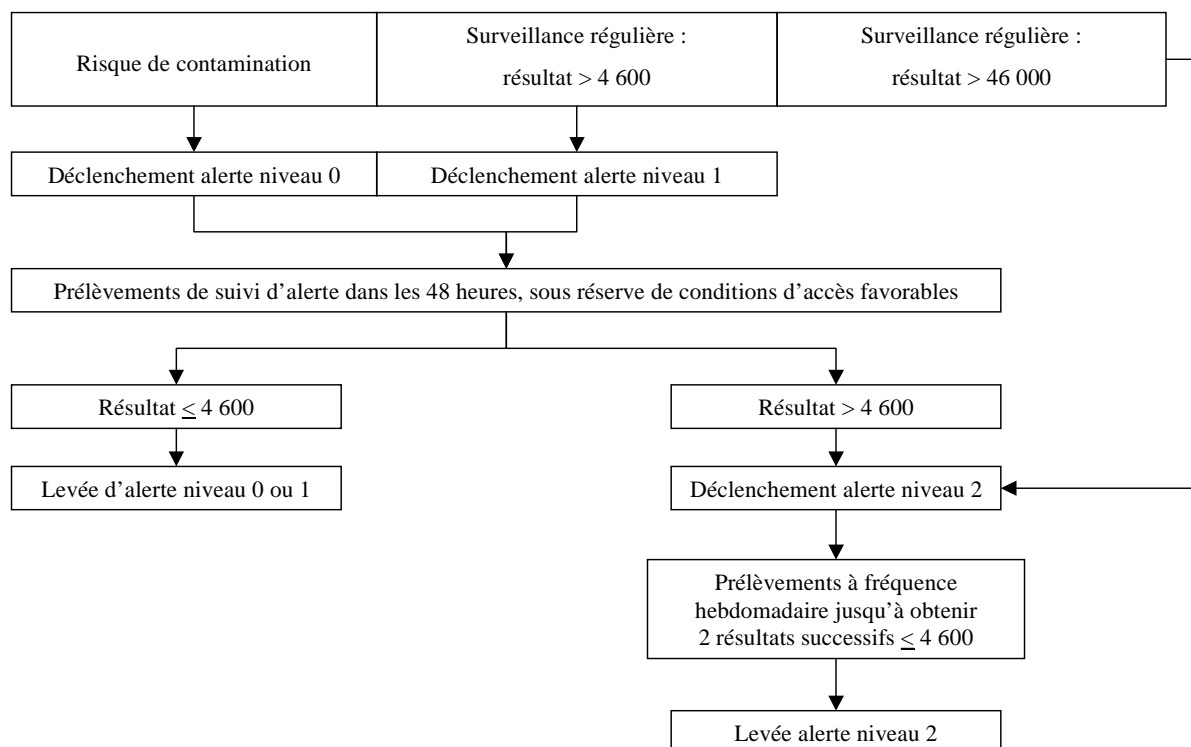 Risque de contamination
Surveillance régulière :
résultat > 4 600
Surveillance régulière :
résultat > 46 000
Déclenchement alerte niveau 0
Déclenchement alerte niveau 1
Prélèvements de suivi d’alerte dans les 48 heures, sous réserve de conditions d’accès favorables
Résultat ≤ 4 600
Résultat > 4 600
Levée d’alerte niveau 0 ou 1
Déclenchement alerte niveau 2
Prélèvements à fréquence
hebdomadaire jusqu’à obtenir
2 résultats successifs ≤ 4 600
Levée alerte niveau 2